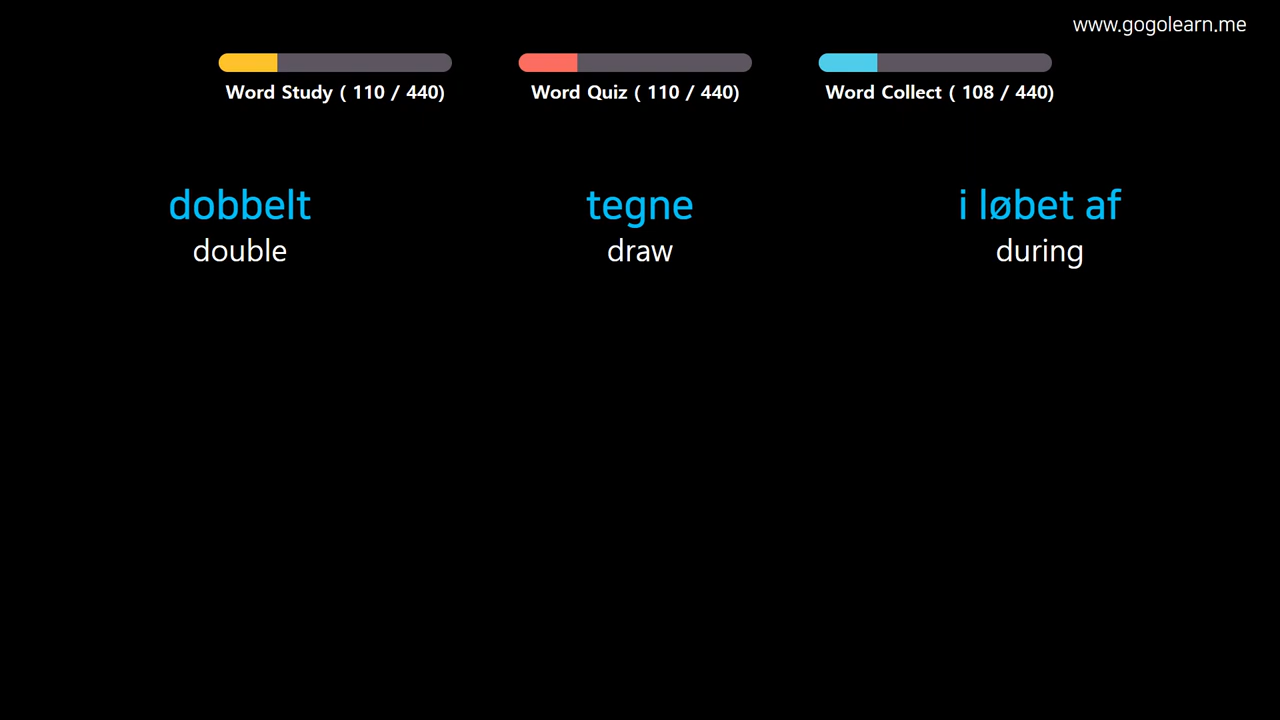 www.gogolearn.me
Word Study ( 110 / 440)
Word Quiz ( 110 / 440)
Word Collect ( 108 / 440)
dobbelt
double
tegne
draw
i løbet af
during